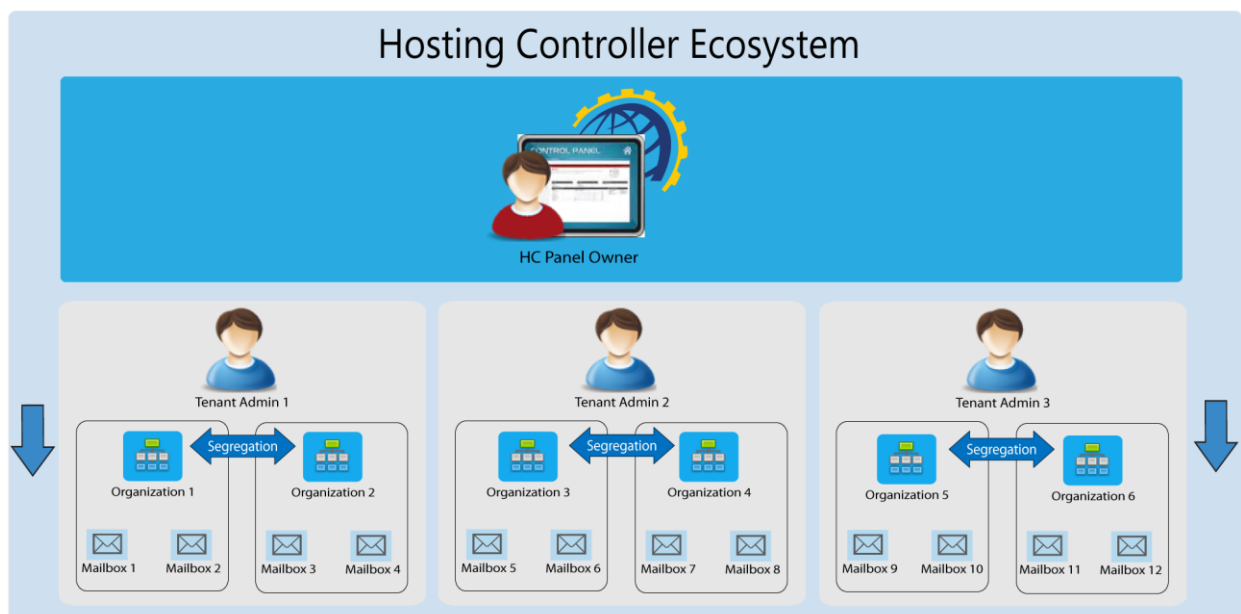 Hosting Controller Ecosystem
CONTROL PANEL
HC Panel Owner
Tenant Admin 1
Tenant Admin 2
Tenant Admin 3
Segregation
Segregation
Segregation
Organization 1
Organization 2
Organization 3
Organization 4
Organization 5
Organization 6
Mailbox 1
Mailbox 2
Mailbox 3
Mailbox 4
Mailbox 5
Mailbox 6
Mailbox 7
Mailbox 8
Mailbox 9
Mailbox 10
Mailbox 11
Mailbox 12